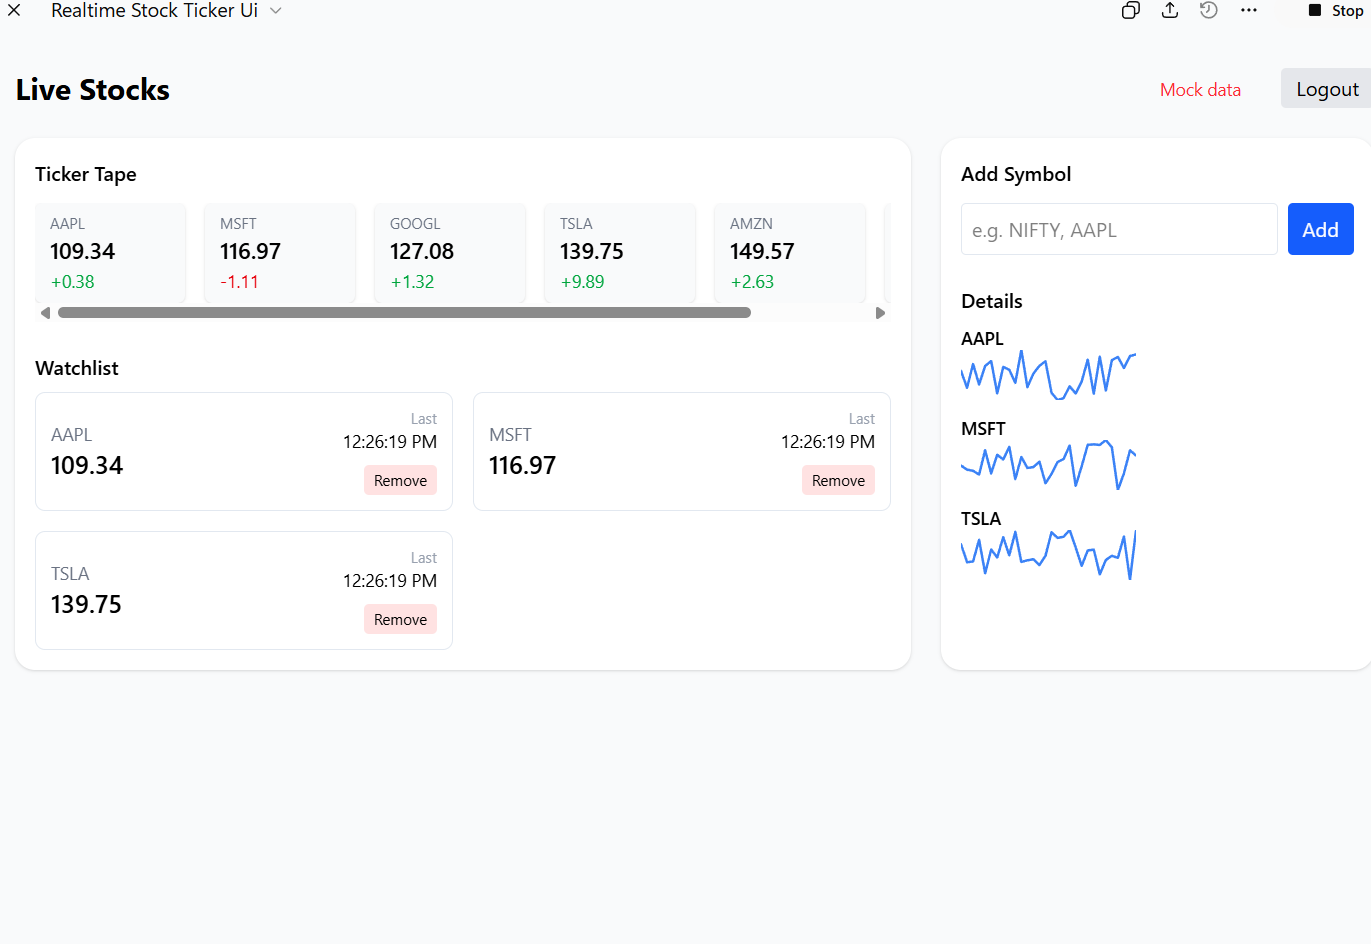 Realtime Stock Ticker Ui
Stop
Live Stocks
Mock data
Logout
Ticker Tape
AAPL
109.34
+0.38
MSFT
116.97
-1.11
GOOGL
127.08
+1.32
TSLA
139.75
+9.89
AMZN
149.57
+2.63
Watchlist
AAPL
109.34
Last
12:26:19 PM
Remove
MSFT
116.97
Last
12:26:19 PM
Remove
TSLA
139.75
Last
12:26:19 PM
Remove
Add Symbol
e.g. NIFTY, AAPL
Add
Details
AAPL
MSFT
TSLA